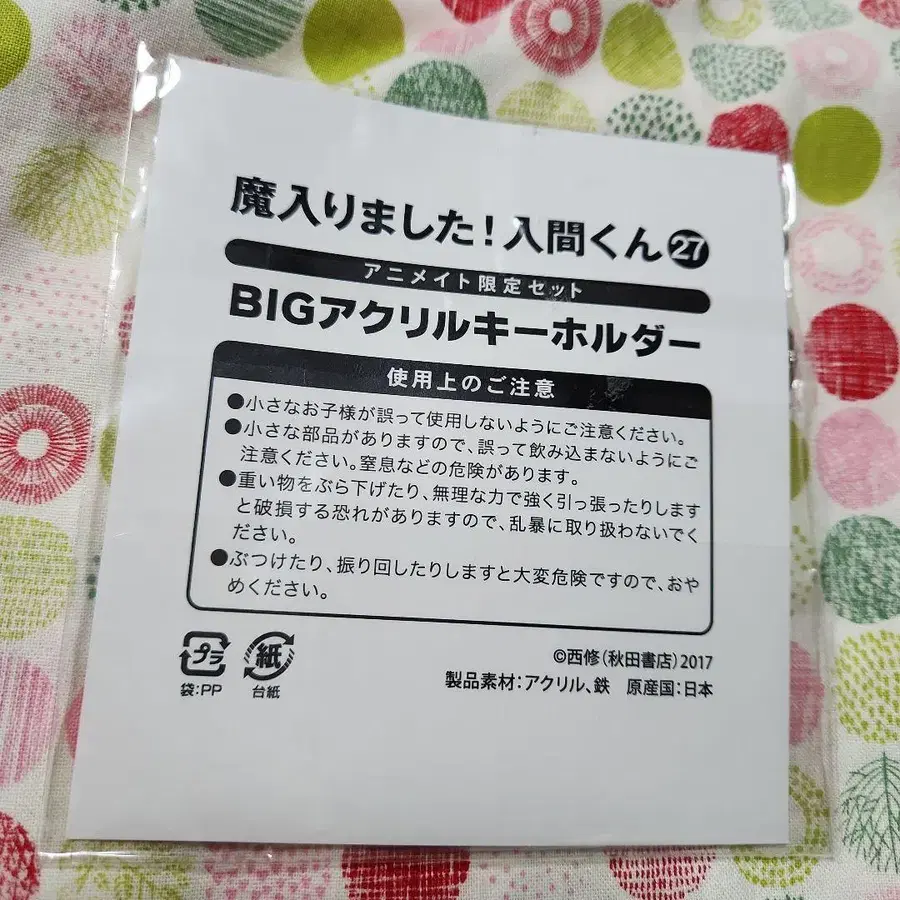 魔入りました！入間くん㉗
アニメイト限定セット
BIGアクリルキーホルダー
使用上のご注意
●小さなお子様が誤って使用しないようにご注意ください。
●小さな部品がありますので、誤って飲み込まないようにご
注意ください。窒息などの危険があります。
●重い物をぶら下げたり、無理な力で強く引っ張ったりします
と破損する恐れがありますので、乱暴に取り扱わないでく
ださい。
●ぶつけたり、振り回したりしますと大変危険ですので、おや
めください。
プラ 紙
袋：PP 台紙
©西修（秋田書店）2017
製品素材：アクリル、鉄 原産国：日本